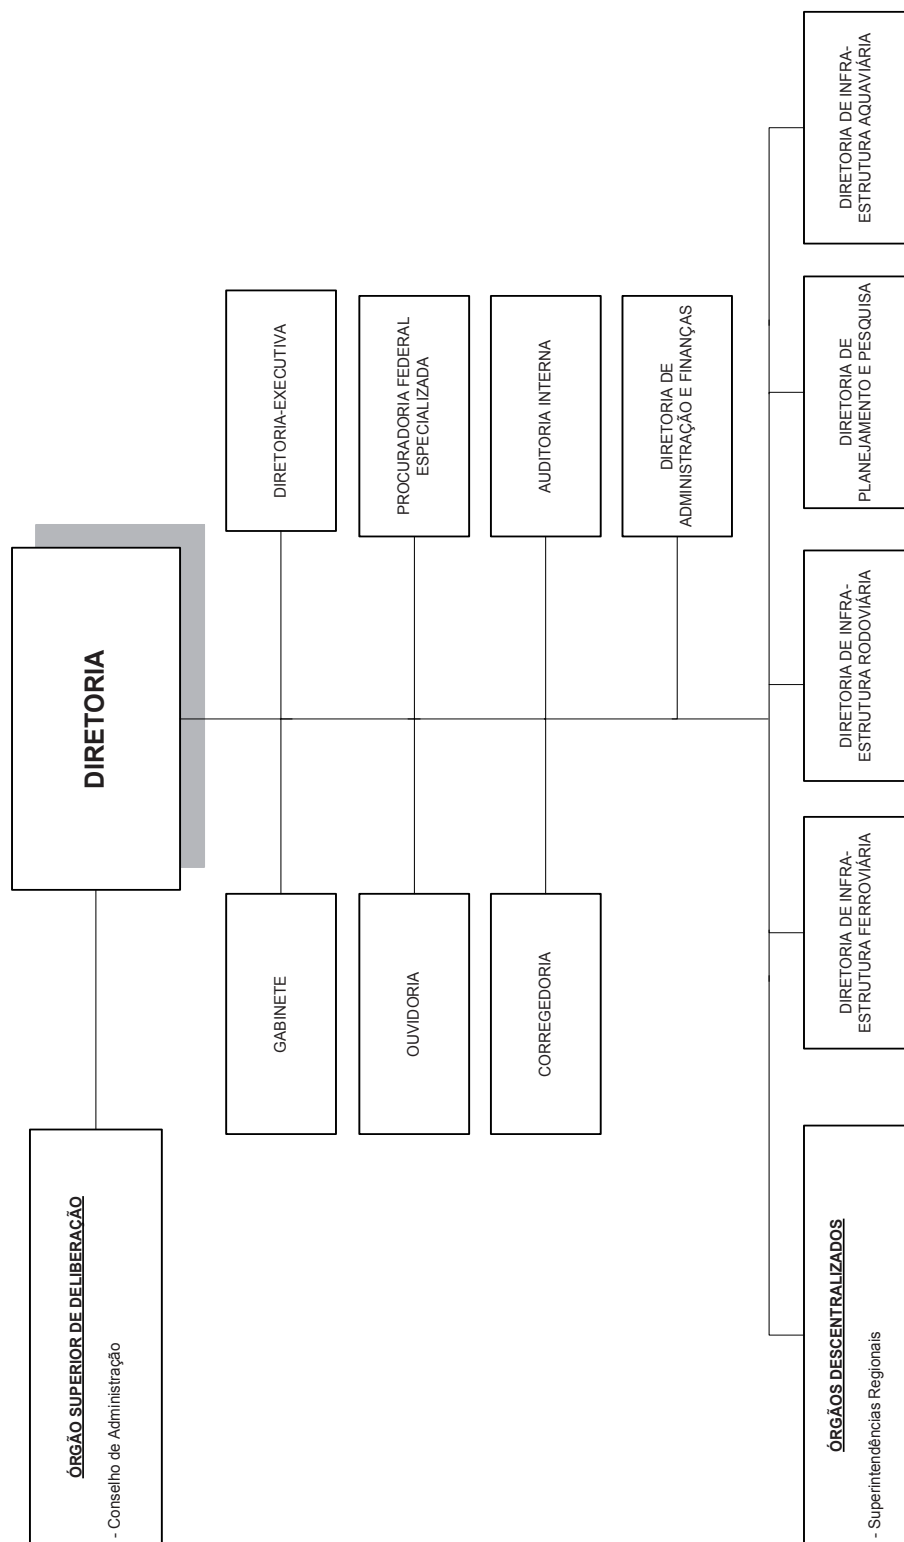 ÓRGÃO SUPERIOR DE DELIBERAÇÃO
- Conselho de Administração
DIRETORIA
GABINETE
DIRETORIA-EXECUTIVA
OUVIDORIA
PROCURADORIA FEDERAL
ESPECIALIZADA
CORREGEDORIA
AUDITORIA INTERNA
DIRETORIA DE
ADMINISTRAÇÃO E FINANÇAS
ÓRGÃOS DESCENTRALIZADOS
- Superintendências Regionais
DIRETORIA DE INFRA-
ESTRUTURA FERROVIÁRIA
DIRETORIA DE INFRA-
ESTRUTURA RODOVIÁRIA
DIRETORIA DE
PLANEJAMENTO E PESQUISA
DIRETORIA DE INFRA-
ESTRUTURA AQUAVIÁRIA